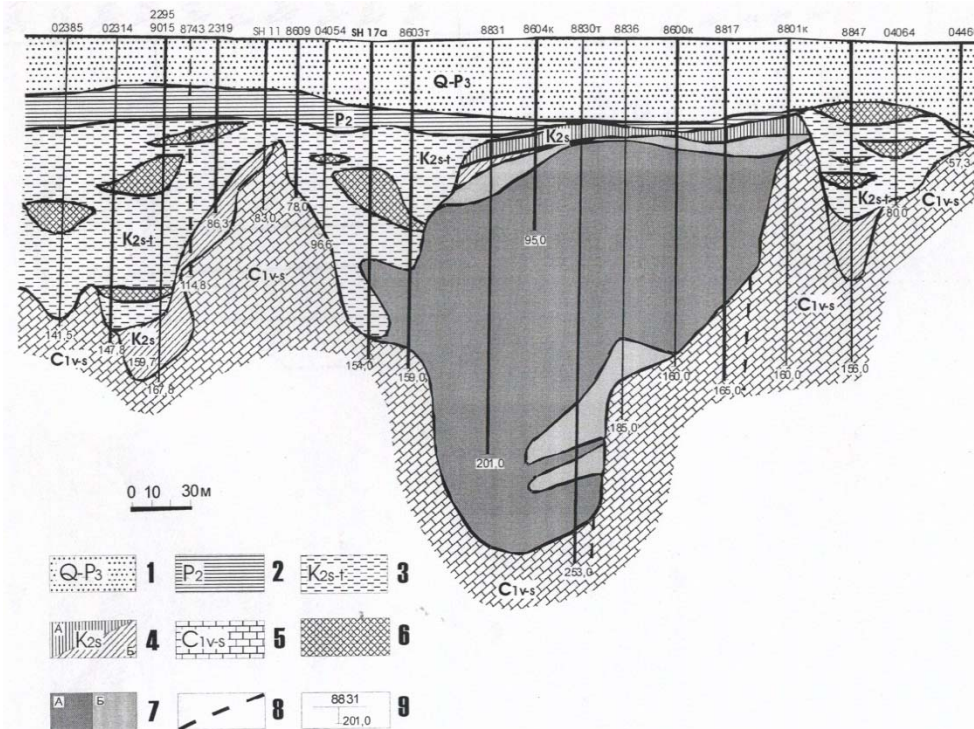 2295
02385 02314 9015 8743 2319 SH 11 8609 04054 SH 17a 8603т 8831 8604к 8830т 8836 8600к 8817 8801к 8847 04064
Q-P3
P2
K2s
K2s-t
57,3
K2s-t
C1v-s
80,0
78,0
83,0
86,3
96,6
95,0
K2s-t
C1v-s
114,8
C1v-s
141,5
147,8
K2s
C1v-s
159,7
167,8
154,0
159,0
160,0
165,0
160,0
156,0
185,0
201,0
0 10 30м
253,0
C1v-s
Q-P3 1 P2 2 K2s-t 3
А K2s Б 4 C1v-s 5 6
А Б 7 8 8831 201,0 9